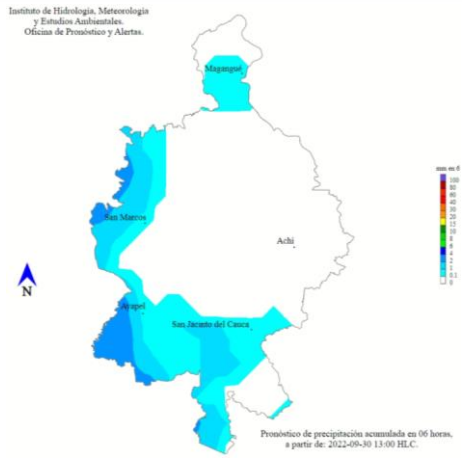 Instituto de Hidrología, Meteorología
y Estudios Ambientales.
Oficina de Pronóstico y Alertas.
Magangué
San Marcos
Achí
Ayapel
San Jacinto del Cauca
N
mm en 6
100
80
60
40
30
20
15
10
8
6
4
2
1
0.1
0
Pronóstico de precipitación acumulada en 06 horas,
a partir de: 2022-09-30 13:00 HLC.